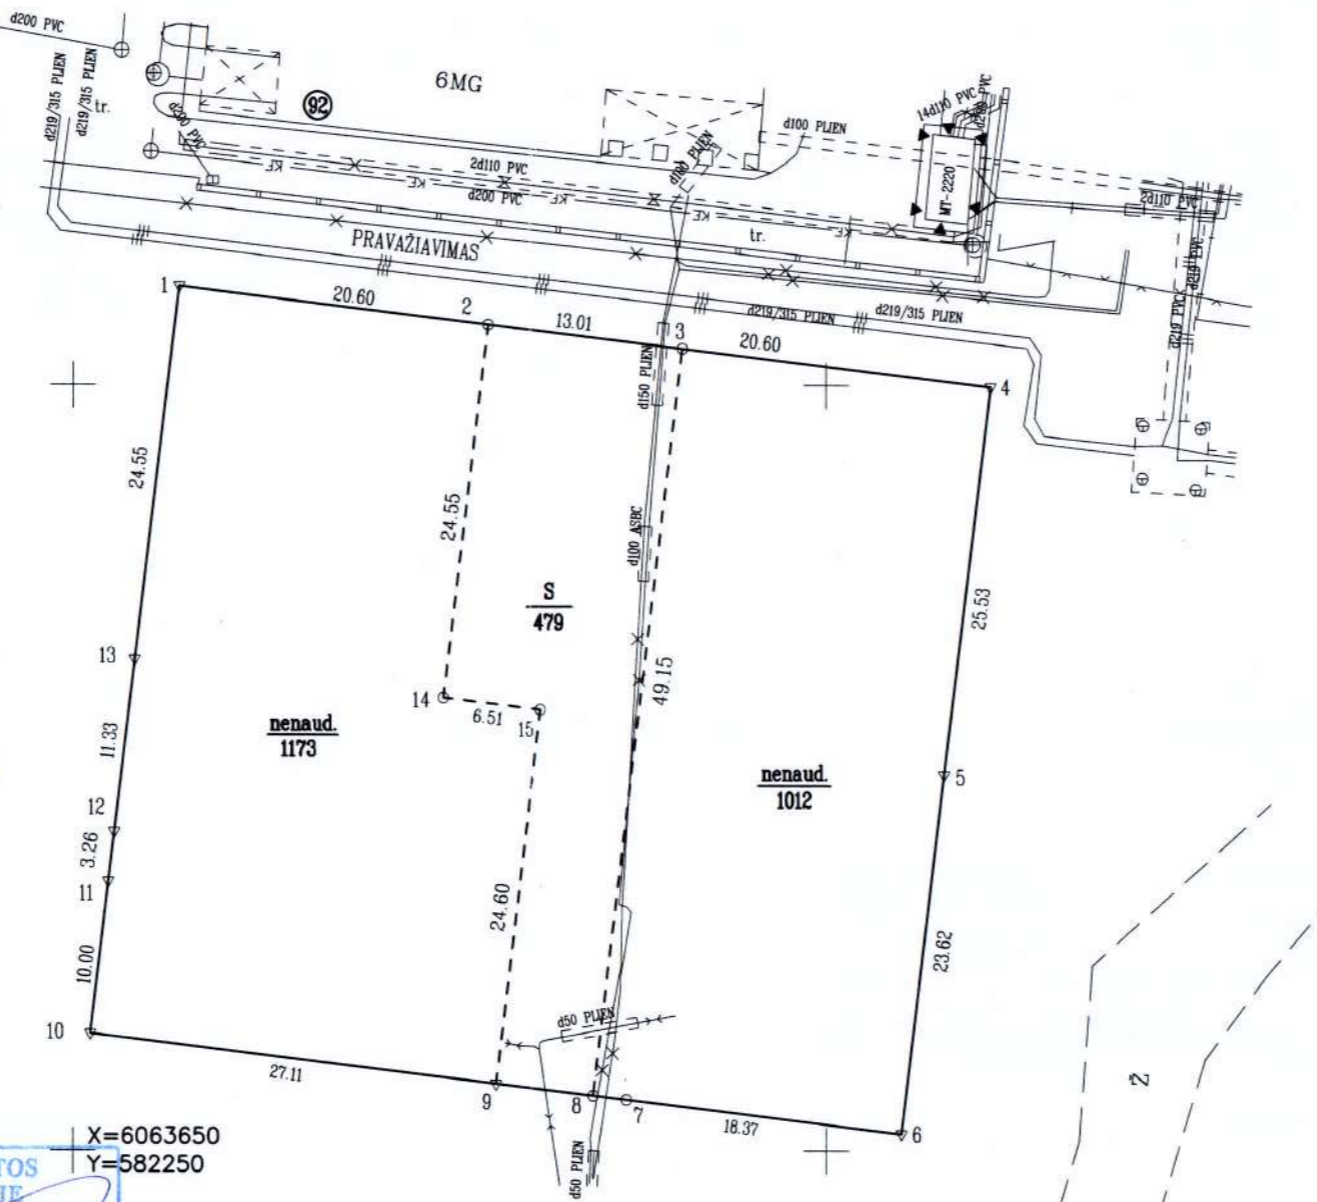 d200 PVC
d219/315 PLIEN
d219/315 PLIEN
tr.
d200 PVC
92
6MG
d100 PLIEN
14d110 PVC
MT-2220
2d110 PVC
d200 PVC
d100 PLIEN
KF
KF
KF
KF
KF
tr.
2d110 PVC
d219 PVC
d219 PVC
PRAVAŽIAVIMAS
d219/315 PLIEN
d219/315 PLIEN
1
20.60
2
13.01
3
20.60
4
d150 PLIEN
24.55
24.55
d100 ASBC
25.53
S
479
13
14
6.51
15
49.15
nenaud.
1173
nenaud.
1012
5
11.33
12
3.26
11
24.60
23.62
10.00
10
d50 PLIEN
27.11
9
8
7
18.37
6
Ž
X=6063650
Y=582250
d50 PLIEN
TOS